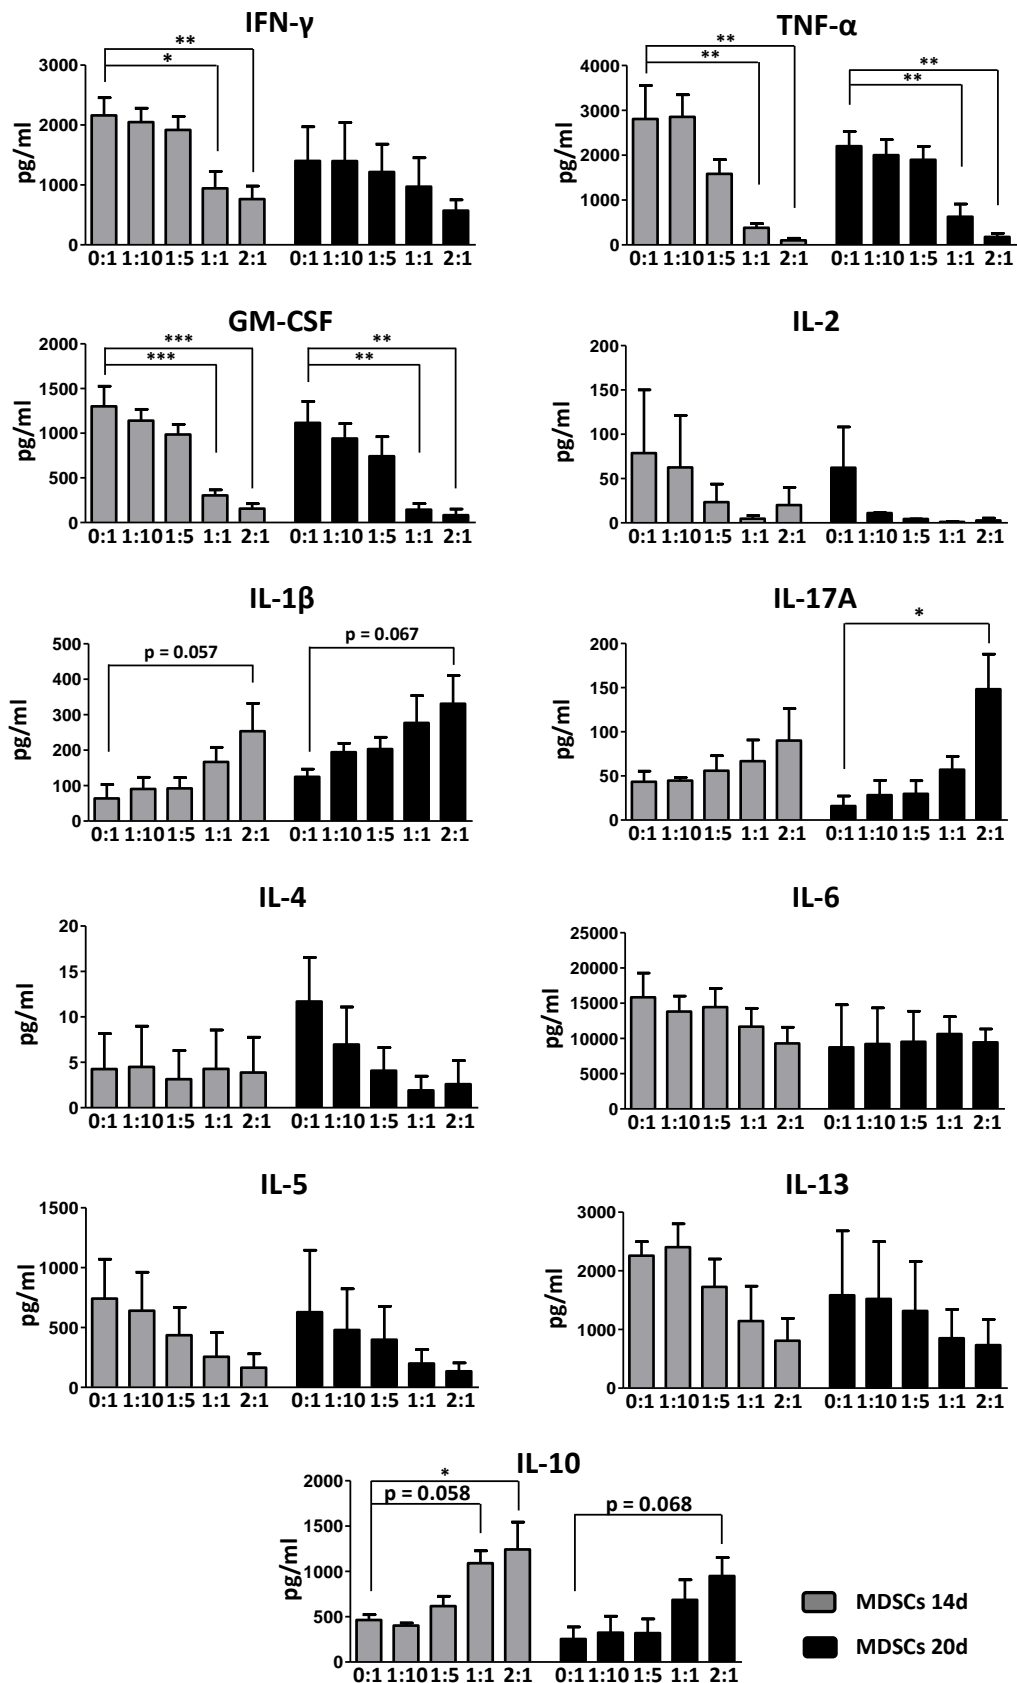 IFN-γ
**
*
3000
2000
1000
0
pg/ml
0:1 1:10 1:5 1:1 2:1 0:1 1:10 1:5 1:1 2:1
TNF-α
**
**
**
**
4000
3000
2000
1000
0
pg/ml
0:1 1:10 1:5 1:1 2:1 0:1 1:10 1:5 1:1 2:1
GM-CSF
***
***
**
**
2000
1500
1000
500
0
pg/ml
0:1 1:10 1:5 1:1 2:1 0:1 1:10 1:5 1:1 2:1
IL-2
200
150
100
50
0
pg/ml
0:1 1:10 1:5 1:1 2:1 0:1 1:10 1:5 1:1 2:1
IL-1β
p = 0.057
p = 0.067
500
400
300
200
100
0
pg/ml
0:1 1:10 1:5 1:1 2:1 0:1 1:10 1:5 1:1 2:1
IL-17A
*
200
150
100
50
0
pg/ml
0:1 1:10 1:5 1:1 2:1 0:1 1:10 1:5 1:1 2:1
IL-4
20
15
10
5
0
pg/ml
0:1 1:10 1:5 1:1 2:1 0:1 1:10 1:5 1:1 2:1
IL-6
25000
20000
15000
10000
5000
0
pg/ml
0:1 1:10 1:5 1:1 2:1 0:1 1:10 1:5 1:1 2:1
IL-5
1500
1000
500
0
pg/ml
0:1 1:10 1:5 1:1 2:1 0:1 1:10 1:5 1:1 2:1
IL-13
3000
2000
1000
0
pg/ml
0:1 1:10 1:5 1:1 2:1 0:1 1:10 1:5 1:1 2:1
IL-10
*
p = 0.058
p = 0.068
2000
1500
1000
500
0
pg/ml
0:1 1:10 1:5 1:1 2:1 0:1 1:10 1:5 1:1 2:1
MDSCs 14d
MDSCs 20d